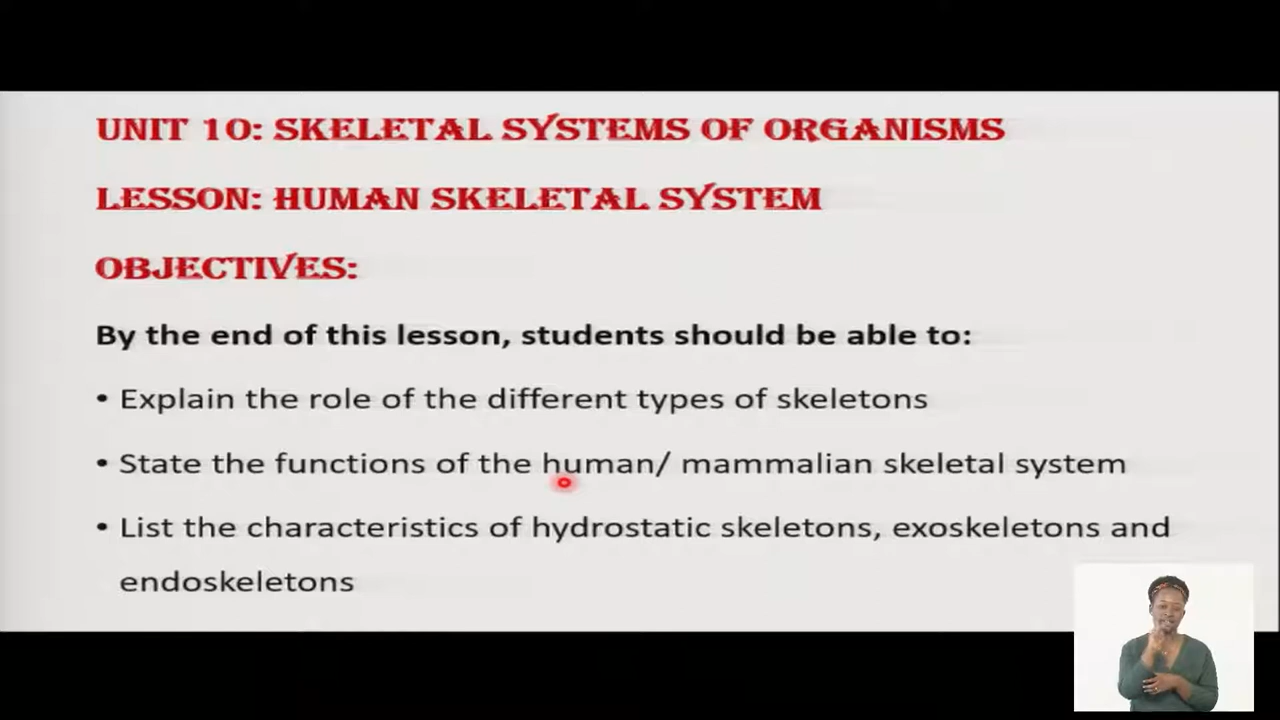 UNIT 10: SKELETAL SYSTEMS OF ORGANISMS
LESSON: HUMAN SKELETAL SYSTEM
OBJECTIVES:
By the end of this lesson, students should be able to:
• Explain the role of the different types of skeletons
• State the functions of the human/ mammalian skeletal system
• List the characteristics of hydrostatic skeletons, exoskeletons and
endoskeletons